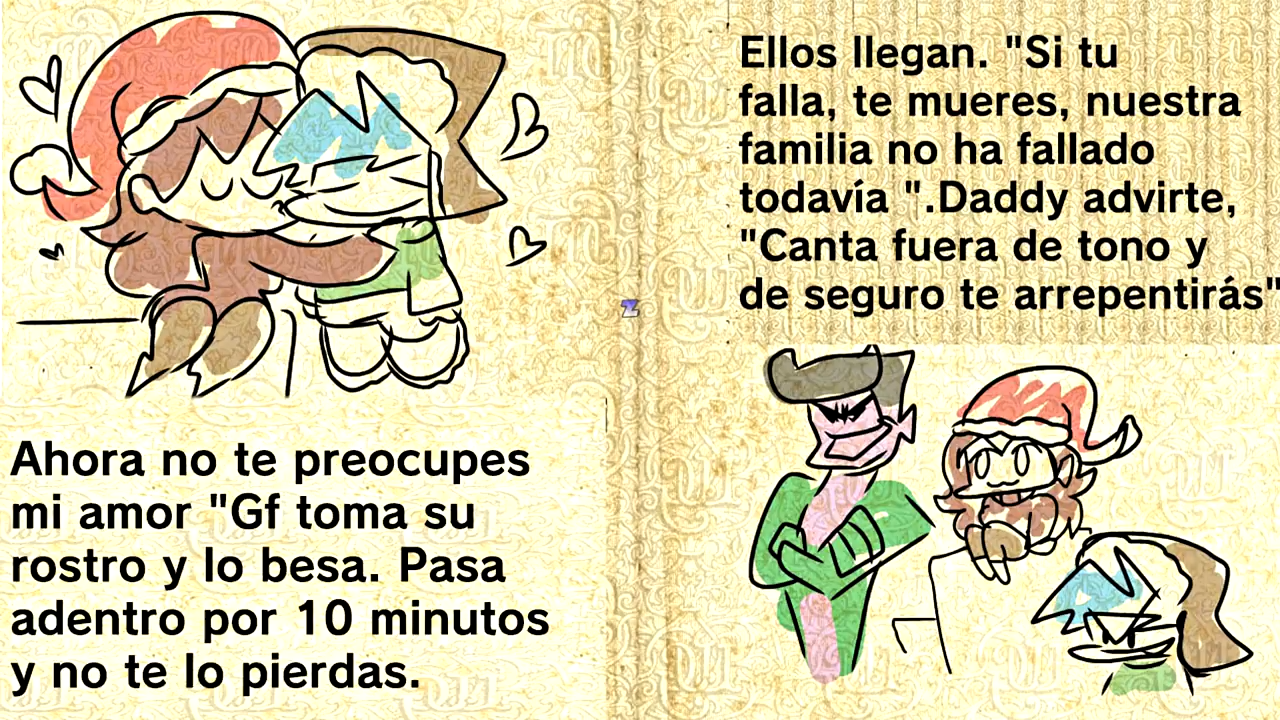 Ahora no te preocupes
mi amor "Gf toma su
rostro y lo besa. Pasa
adentro por 10 minutos
y no te lo pierdas.
Ellos llegan. "Si tu
falla, te mueres, nuestra
familia no ha fallado
todavía ".Daddy advirte,
"Canta fuera de tono y
de seguro te arrepentirás"
z